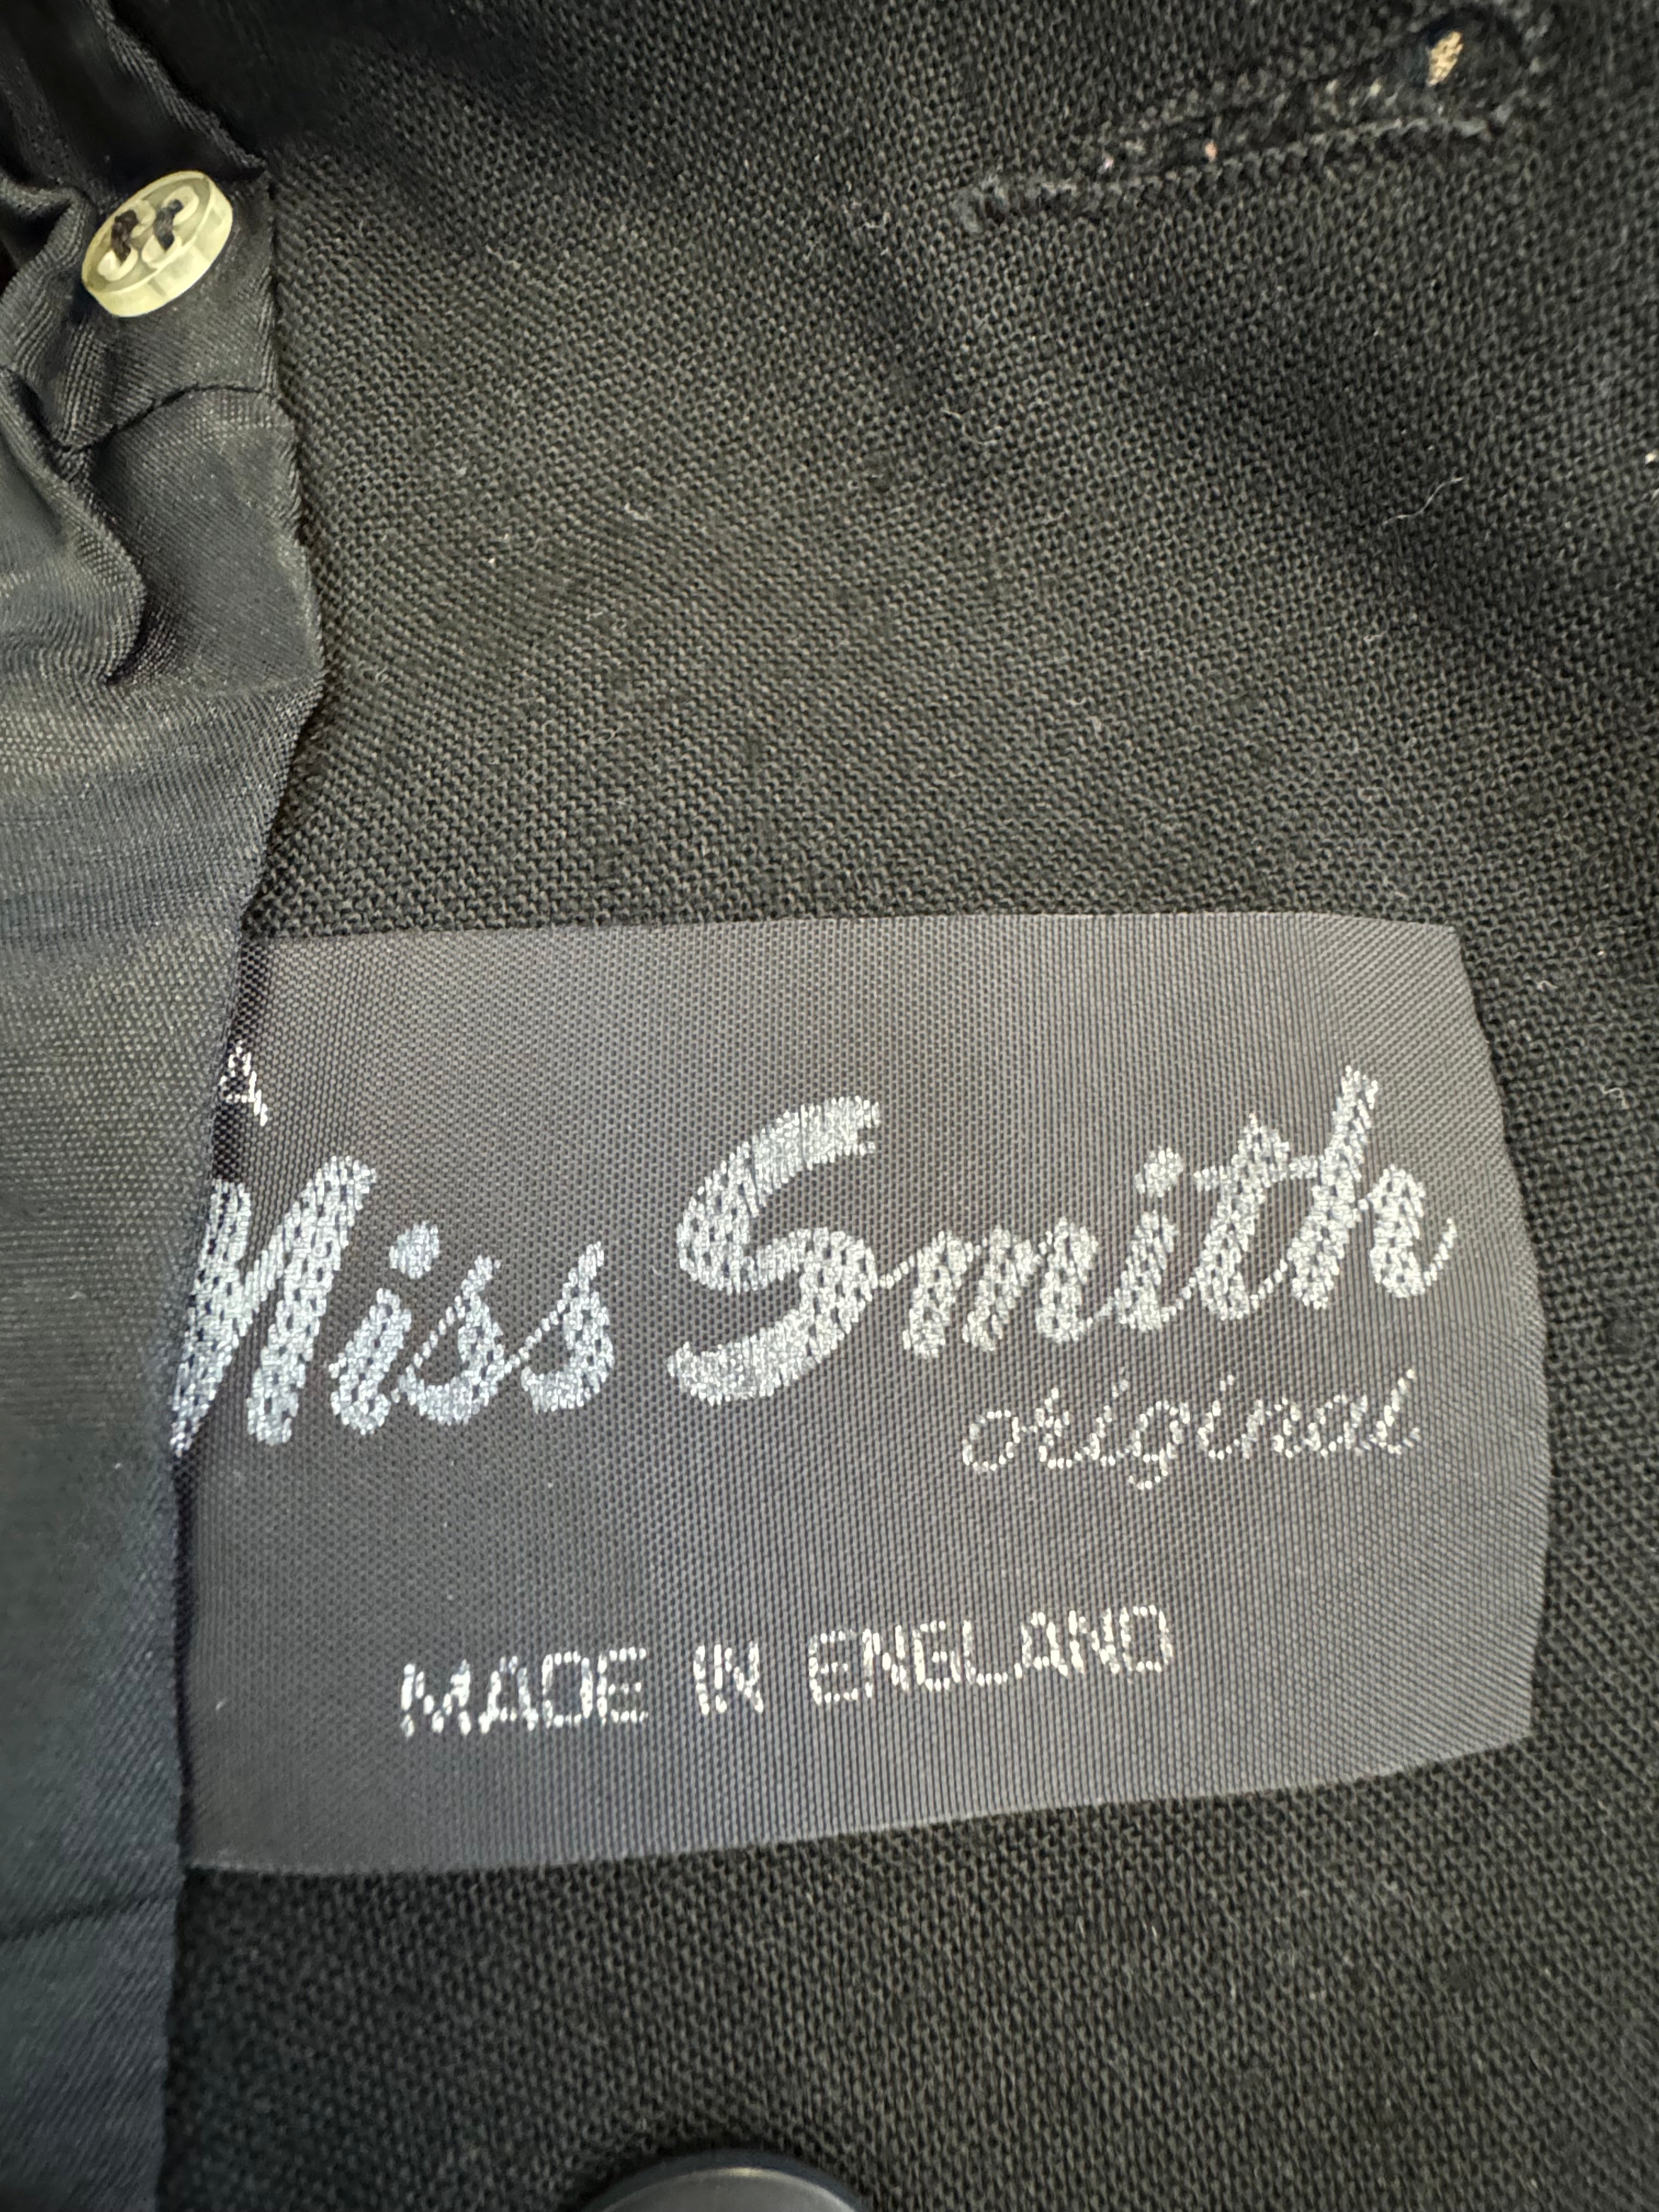 A
Miss Smith
original
MADE IN ENGLAND